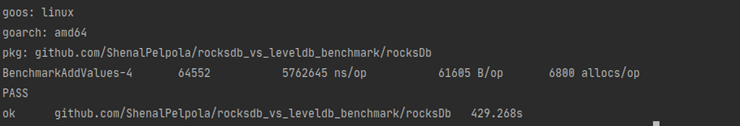 goos: linux
goarch: amd64
pkg: github.com/ShenalPelpola/rocksdb_vs_leveldb_benchmark/rocksDb
BenchmarkAddValues-4 64552 5762645 ns/op 61605 B/op 6800 allocs/op
PASS
ok github.com/ShenalPelpola/rocksdb_vs_leveldb_benchmark/rocksDb 429.268s